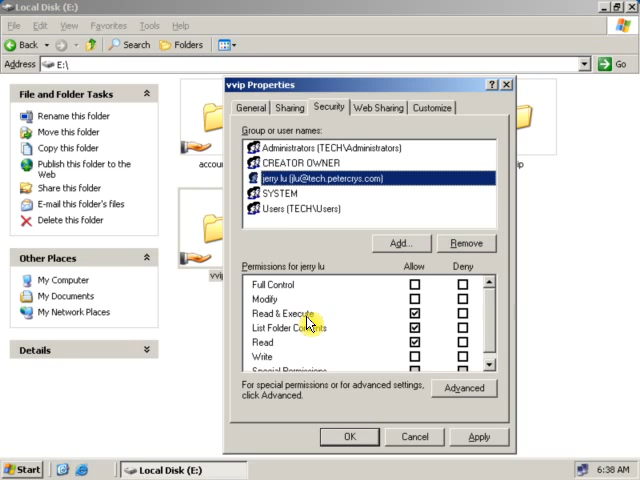 Local Disk (E:)
File Edit View Favorites Tools Help
Back Search Folders
Address E:\ Go
File and Folder Tasks
Rename this folder
Move this folder
Copy this folder
Publish this folder to the
Web
Share this folder
E-mail this folder's files
Delete this folder
Other Places
My Computer
My Documents
My Network Places
Details
vvip Properties
General Sharing Security Web Sharing Customize
Group or user names:
Administrators (TECH\Administrators)
CREATOR OWNER
jerry lu (jlu@tech.petercrys.com)
SYSTEM
Users (TECH\Users)
Add... Remove
Permissions for jerry lu Allow Deny
Full Control
Modify
Read & Execute
List Folder Contents
Read
Write
Special Permissions
For special permissions or for advanced settings,
click Advanced.
Advanced
OK Cancel Apply
Start Local Disk (E:) 6:38 AM